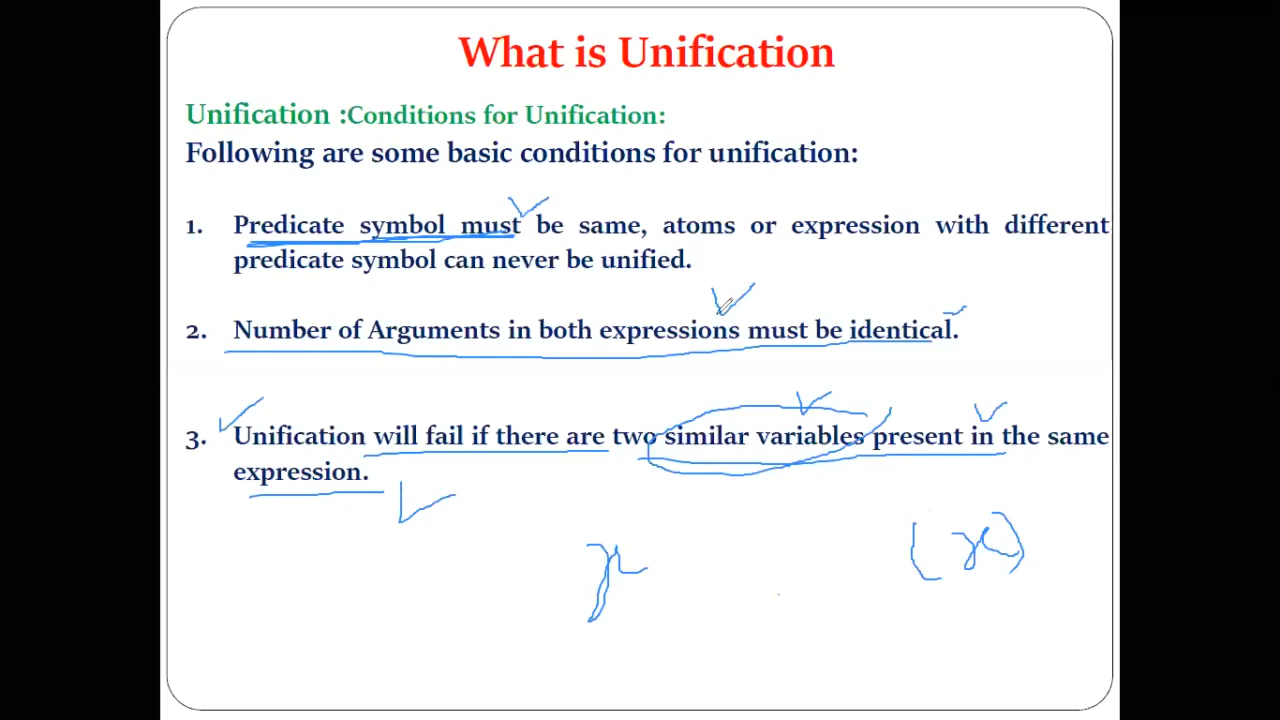 What is Unification
Unification :Conditions for Unification:
Following are some basic conditions for unification:
1. Predicate symbol must be same, atoms or expression with different
predicate symbol can never be unified.
2. Number of Arguments in both expressions must be identical.
3. Unification will fail if there are two similar variables present in the same
expression.
x (x)